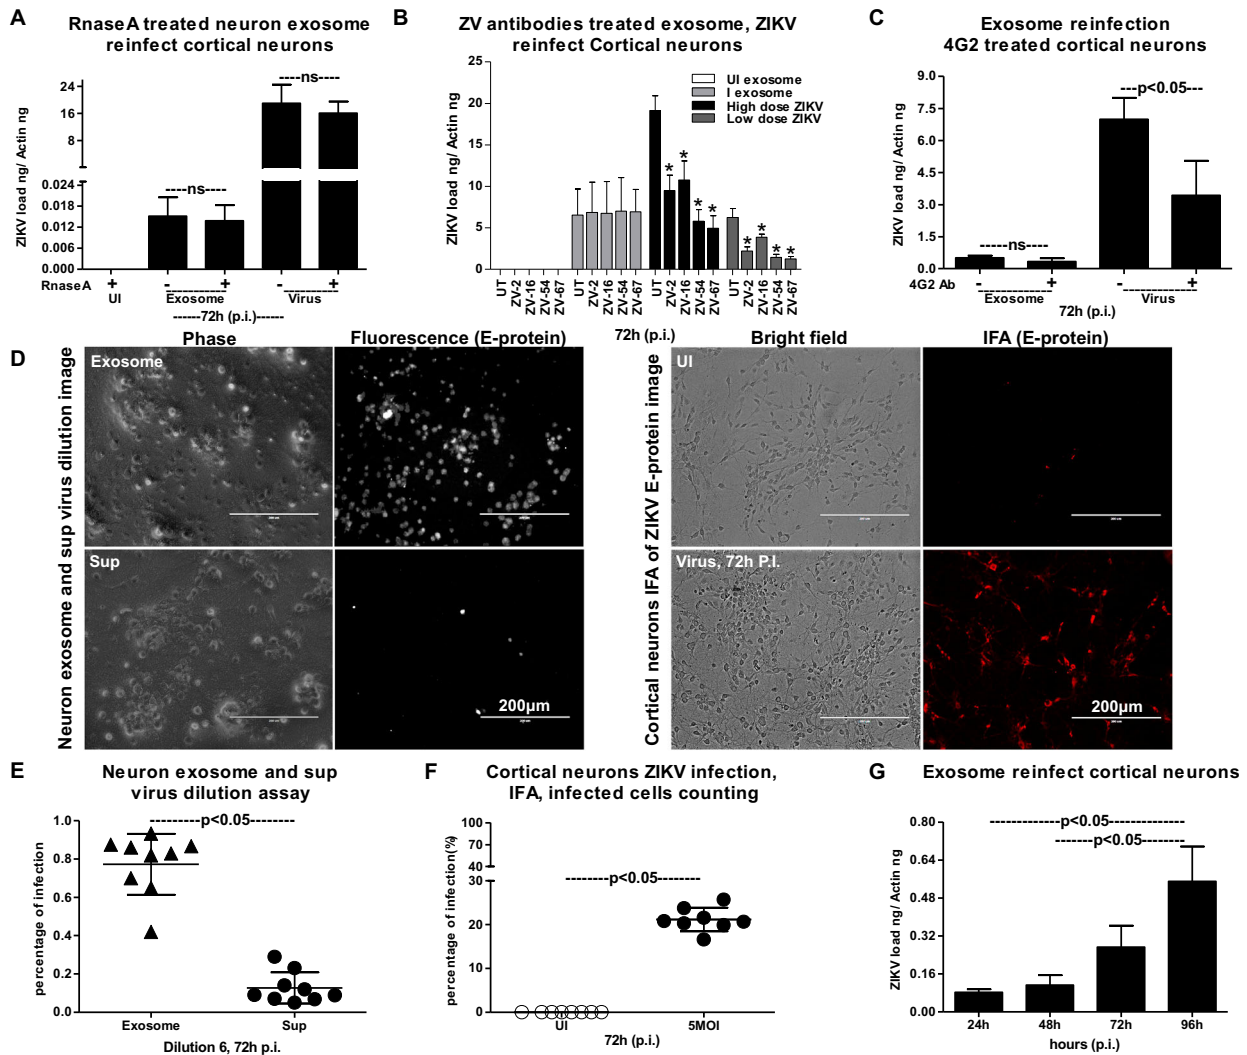 A
RnaseA treated neuron exosome
reinfect cortical neurons
ZIKV load ng/ Actin ng
24
16
8
0.024
0.018
0.012
0.006
0.000
----ns----
----ns----
RnaseA
+
-
+
-
+
UI
Exosome
Virus
------72h (p.i.)------
B
ZV antibodies treated exosome, ZIKV
reinfect Cortical neurons
ZIKV load ng/ Actin ng
25
20
15
10
5
0
UI exosome
I exosome
High dose ZIKV
Low dose ZIKV
* * * *
* * * *
UT
ZV-2
ZV-16
ZV-54
ZV-67
UT
ZV-2
ZV-16
ZV-54
ZV-67
UT
ZV-2
ZV-16
ZV-54
ZV-67
UT
ZV-2
ZV-16
ZV-54
ZV-67
72h (p.i.)
C
Exosome reinfection
4G2 treated cortical neurons
ZIKV load ng/ Actin ng
9.0
7.5
6.0
4.5
3.0
1.5
0.0
-----ns----
---p<0.05---
4G2 Ab
-
+
-
+
Exosome
Virus
72h (p.i.)
D
Neuron exosome and sup virus dilution image
Phase
Fluorescence (E-protein)
Exosome
Sup
200µm
Cortical neurons IFA of ZIKV E-protein image
Bright field
IFA (E-protein)
UI
Virus, 72h P.I.
200µm
E
Neuron exosome and sup
virus dilution assay
percentage of infection
1.0
0.8
0.6
0.4
0.2
0.0
--------p<0.05--------
Exosome
Sup
Dilution 6, 72h p.i.
F
Cortical neurons ZIKV infection,
IFA, infected cells counting
percentage of infection(%)
100
70
40
30
20
10
0
--------p<0.05--------
UI
5MOI
72h (p.i.)
G
Exosome reinfect cortical neurons
ZIKV load ng/ Actin ng
0.80
0.64
0.48
0.32
0.16
0.00
-------------p<0.05--------------
--------p<0.05-------
24h
48h
72h
96h
hours (p.i.)